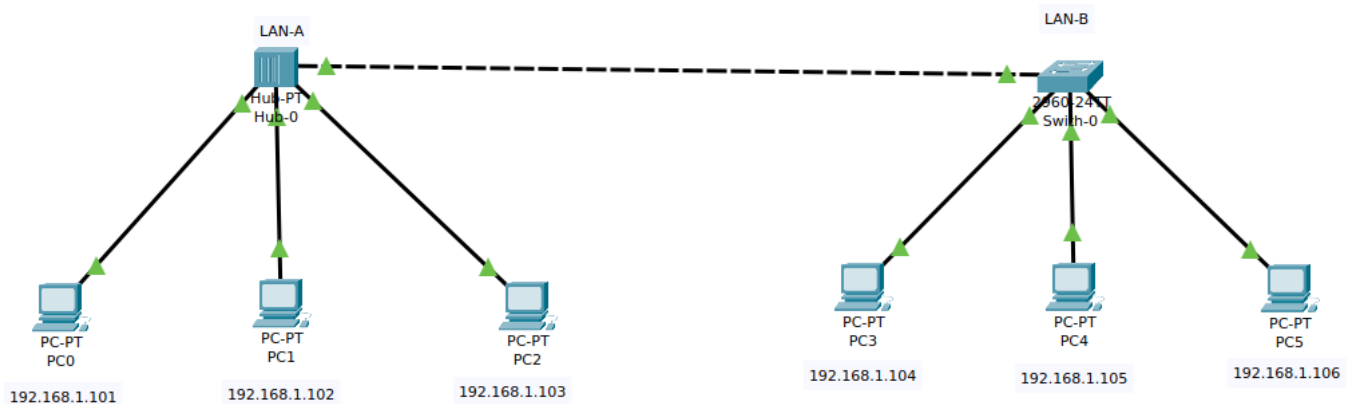 LAN-A
LAN-B
Hub-PT
Hub-0
2960-24TT
Swith-0
PC-PT
PC0
PC-PT
PC1
PC-PT
PC2
PC-PT
PC3
PC-PT
PC4
PC-PT
PC5
192.168.1.101
192.168.1.102
192.168.1.103
192.168.1.104
192.168.1.105
192.168.1.106